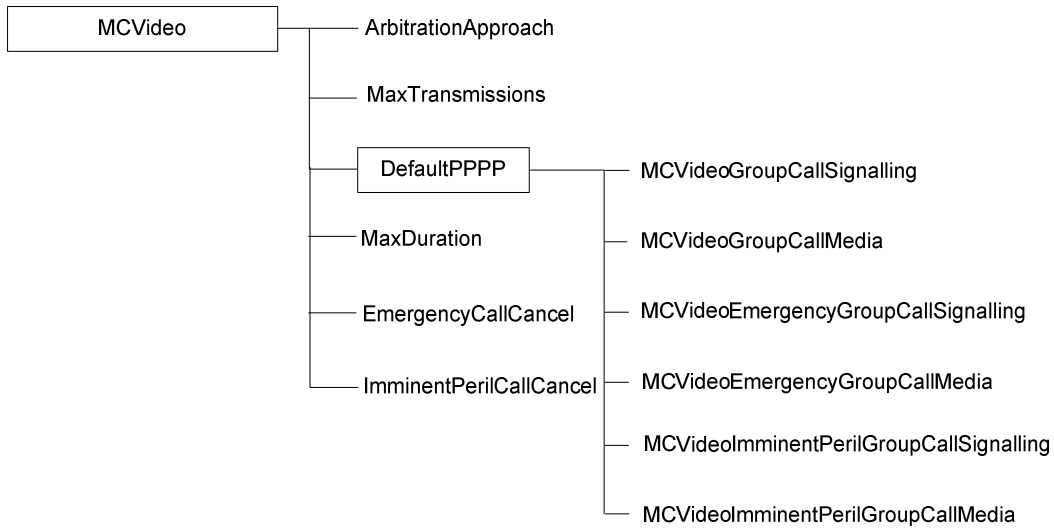 MCVideo
ArbitrationApproach
MaxTransmissions
DefaultPPPP
MaxDuration
EmergencyCallCancel
ImminentPerilCallCancel
MCVideoGroupCallSignalling
MCVideoGroupCallMedia
MCVideoEmergencyGroupCallSignalling
MCVideoEmergencyGroupCallMedia
MCVideoImminentPerilGroupCallSignalling
MCVideoImminentPerilGroupCallMedia